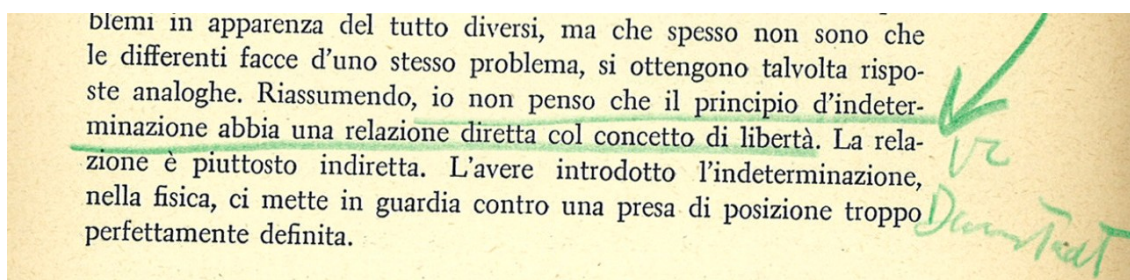 blemi in apparenza del tutto diversi, ma che spesso non sono che
le differenti facce d’uno stesso problema, si ottengono talvolta rispo-
ste analoghe. Riassumendo, io non penso che il principio d’indeter-
minazione abbia una relazione diretta col concetto di libertà. La rela-
zione è piuttosto indiretta. L’avere introdotto l’indeterminazione,
nella fisica, ci mette in guardia contro una presa di posizione troppo
perfettamente definita.